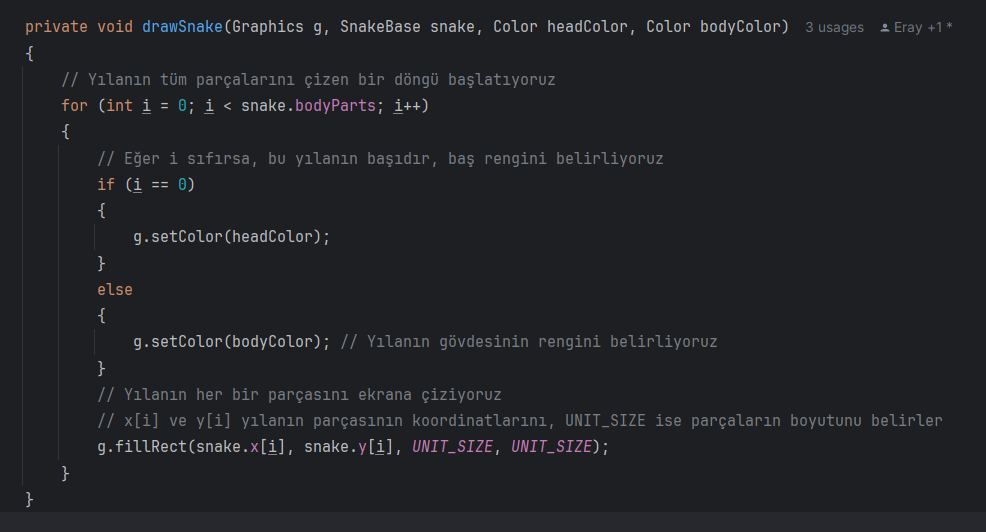 private void drawSnake(Graphics g, SnakeBase snake, Color headColor, Color bodyColor) 3 usages Eray +1 *
{
// Yılanın tüm parçalarını çizen bir döngü başlatıyoruz
for (int i = 0; i < snake.bodyParts; i++)
{
// Eğer i sıfırsa, bu yılanın başıdır, baş rengini belirliyoruz
if (i == 0)
{
g.setColor(headColor);
}
else
{
g.setColor(bodyColor); // Yılanın gövdesinin rengini belirliyoruz
}
// Yılanın her bir parçasını ekrana çiziyoruz
// x[i] ve y[i] yılanın parçasının koordinatlarını, UNIT_SIZE ise parçaların boyutunu belirler
g.fillRect(snake.x[i], snake.y[i], UNIT_SIZE, UNIT_SIZE);
}
}